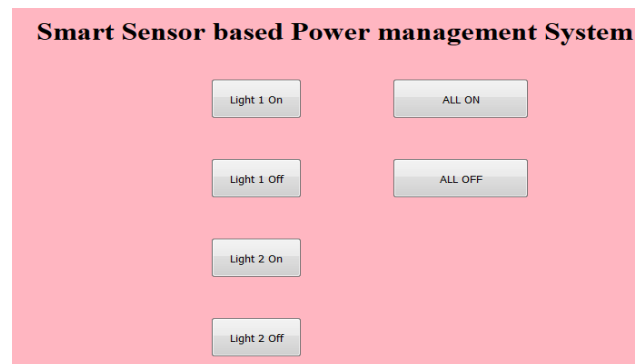 Smart Sensor based Power management System
Light 1 On
ALL ON
Light 1 Off
ALL OFF
Light 2 On
Light 2 Off